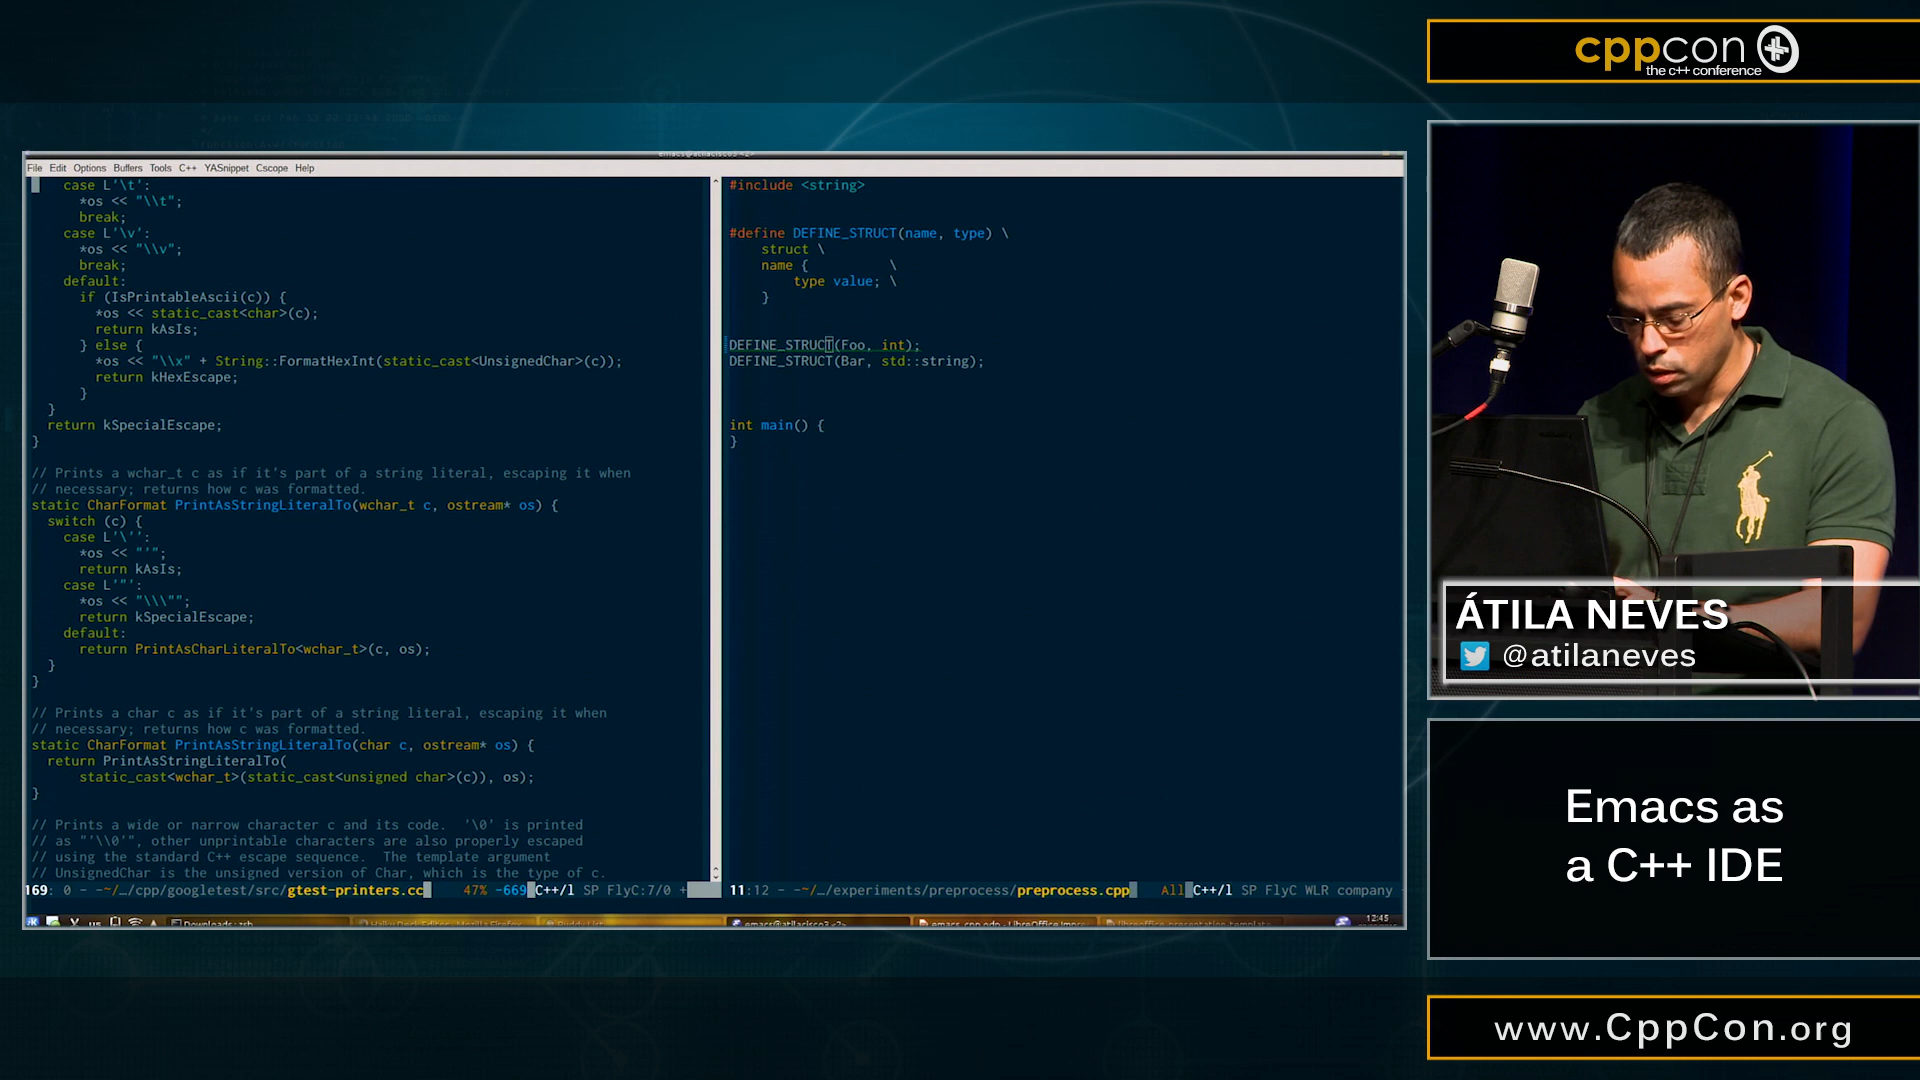 cppcon
the c++ conference
File Edit Options Buffers Tools C++ YASnippet Cscope Help
case L'\t':
*os << "\\t";
break;
case L'\v':
*os << "\\v";
break;
default:
if (IsPrintableAscii(c)) {
*os << static_cast<char>(c);
return kAsIs;
} else {
*os << "\\x" + String::FormatHexInt(static_cast<UnsignedChar>(c));
return kHexEscape;
}
}
return kSpecialEscape;
}
// Prints a wchar_t c as if it's part of a string literal, escaping it when
// necessary; returns how c was formatted.
static CharFormat PrintAsStringLiteralTo(wchar_t c, ostream* os) {
switch (c) {
case L'\'':
*os << "'";
return kAsIs;
case L'"':
*os << "\\\"";
return kSpecialEscape;
default:
return PrintAsCharLiteralTo<wchar_t>(c, os);
}
}
// Prints a char c as if it's part of a string literal, escaping it when
// necessary; returns how c was formatted.
static CharFormat PrintAsStringLiteralTo(char c, ostream* os) {
return PrintAsStringLiteralTo(
static_cast<wchar_t>(static_cast<unsigned char>(c)), os);
}
// Prints a wide or narrow character c and its code. '\0' is printed
// as "'\\0'", other unprintable characters are also properly escaped
// using the standard C++ escape sequence. The template argument
// UnsignedChar is the unsigned version of Char, which is the type of c.
169: 0 - ~/…/cpp/googletest/src/gtest-printers.cc 47% -669 C++/l SP FlyC:7/0 +
#include <string>
#define DEFINE_STRUCT(name, type) \
struct \
name { \
type value; \
}
DEFINE_STRUCT(Foo, int);
DEFINE_STRUCT(Bar, std::string);
int main() {
}
11:12 - ~/…/experiments/preprocess/preprocess.cpp All C++/l SP FlyC WLR company
Downloads : zsh
emacs@atilacisco3 <2>
12:45
ÁTILA NEVES
@atilaneves
Emacs as
a C++ IDE
www.CppCon.org